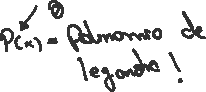 P(x) = Polinomio de
legendre !